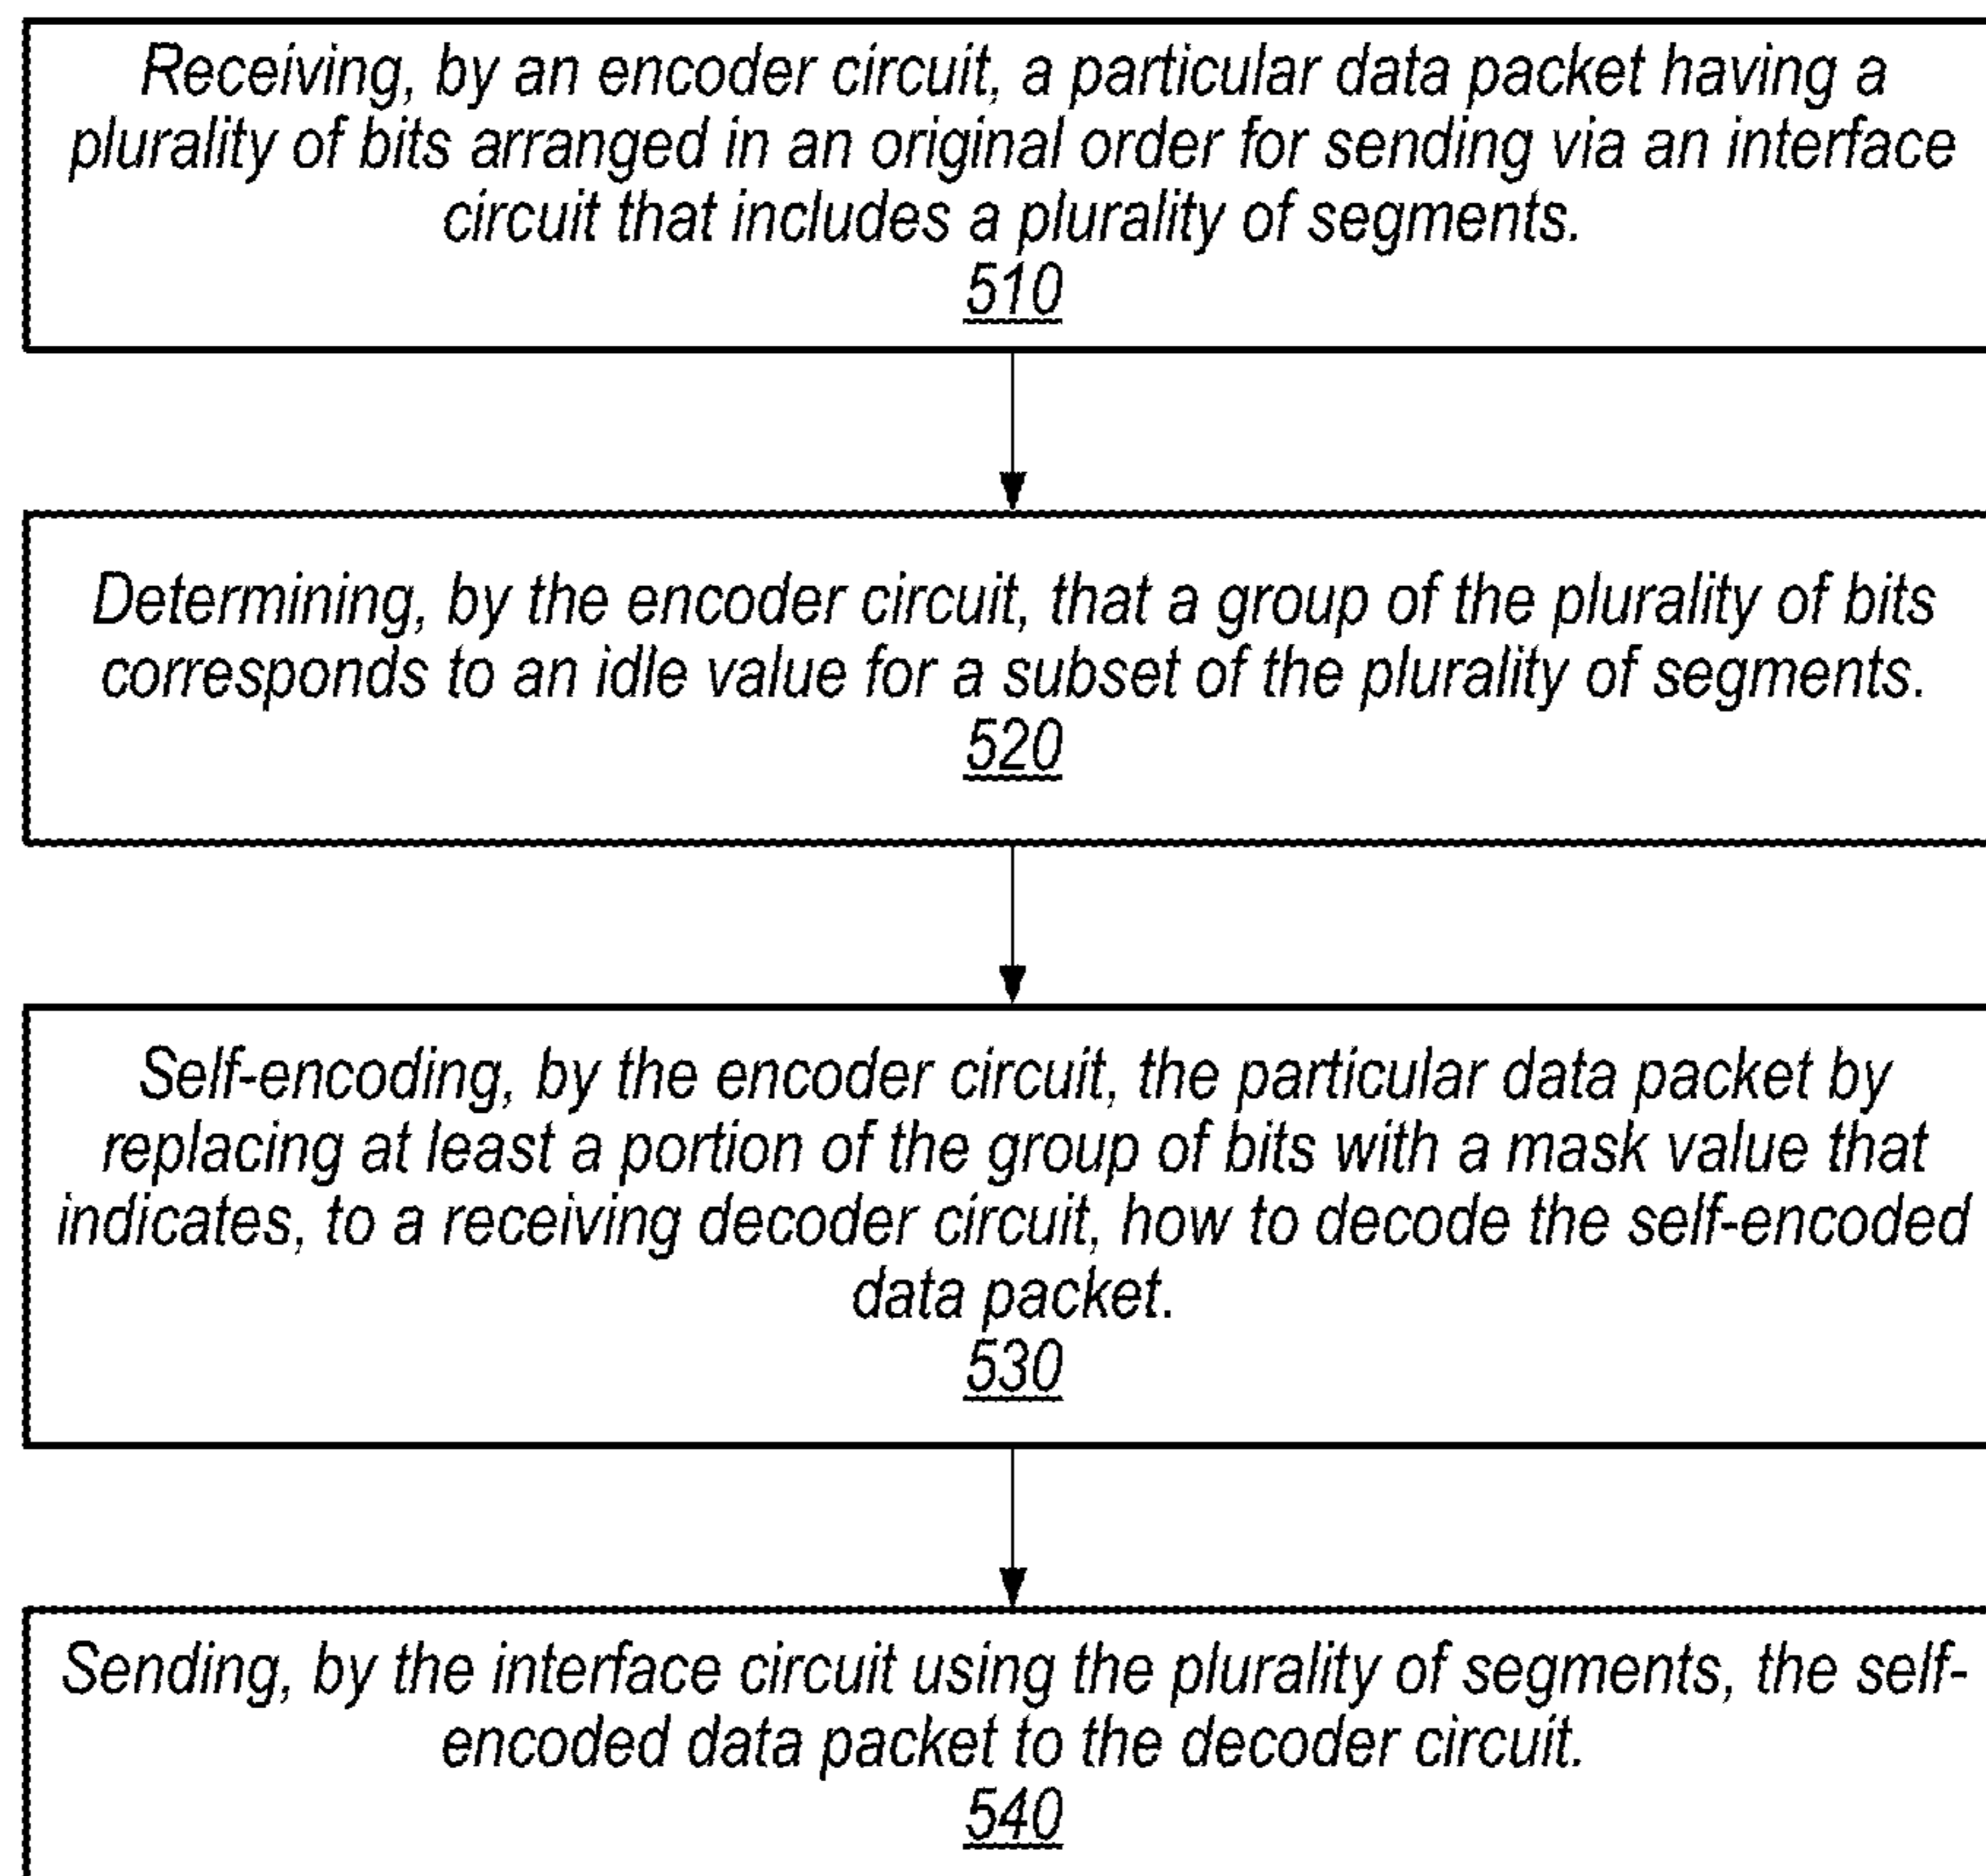 Receiving, by an encoder circuit, a particular data packet having a
plurality of bits arranged in an original order for sending via an interface
circuit that includes a plurality of segments.
510
Determining, by the encoder circuit, that a group of the plurality of bits
corresponds to an idle value for a subset of the plurality of segments.
520
Self-encoding, by the encoder circuit, the particular data packet by
replacing at least a portion of the group of bits with a mask value that
indicates, to a receiving decoder circuit, how to decode the self-encoded
data packet.
530
Sending, by the interface circuit using the plurality of segments, the self-
encoded data packet to the decoder circuit.
540